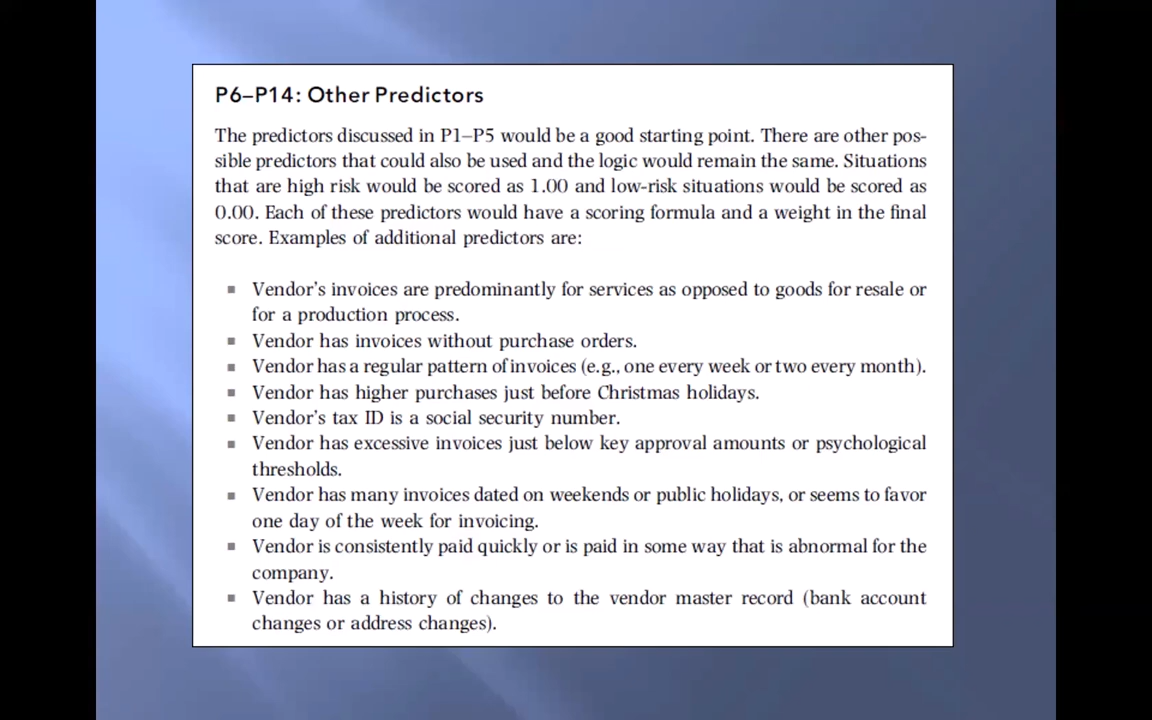 P6–P14: Other Predictors
The predictors discussed in P1–P5 would be a good starting point. There are other pos-
sible predictors that could also be used and the logic would remain the same. Situations
that are high risk would be scored as 1.00 and low-risk situations would be scored as
0.00. Each of these predictors would have a scoring formula and a weight in the final
score. Examples of additional predictors are:
■ Vendor's invoices are predominantly for services as opposed to goods for resale or
for a production process.
■ Vendor has invoices without purchase orders.
■ Vendor has a regular pattern of invoices (e.g., one every week or two every month).
■ Vendor has higher purchases just before Christmas holidays.
■ Vendor's tax ID is a social security number.
■ Vendor has excessive invoices just below key approval amounts or psychological
thresholds.
■ Vendor has many invoices dated on weekends or public holidays, or seems to favor
one day of the week for invoicing.
■ Vendor is consistently paid quickly or is paid in some way that is abnormal for the
company.
■ Vendor has a history of changes to the vendor master record (bank account
changes or address changes).